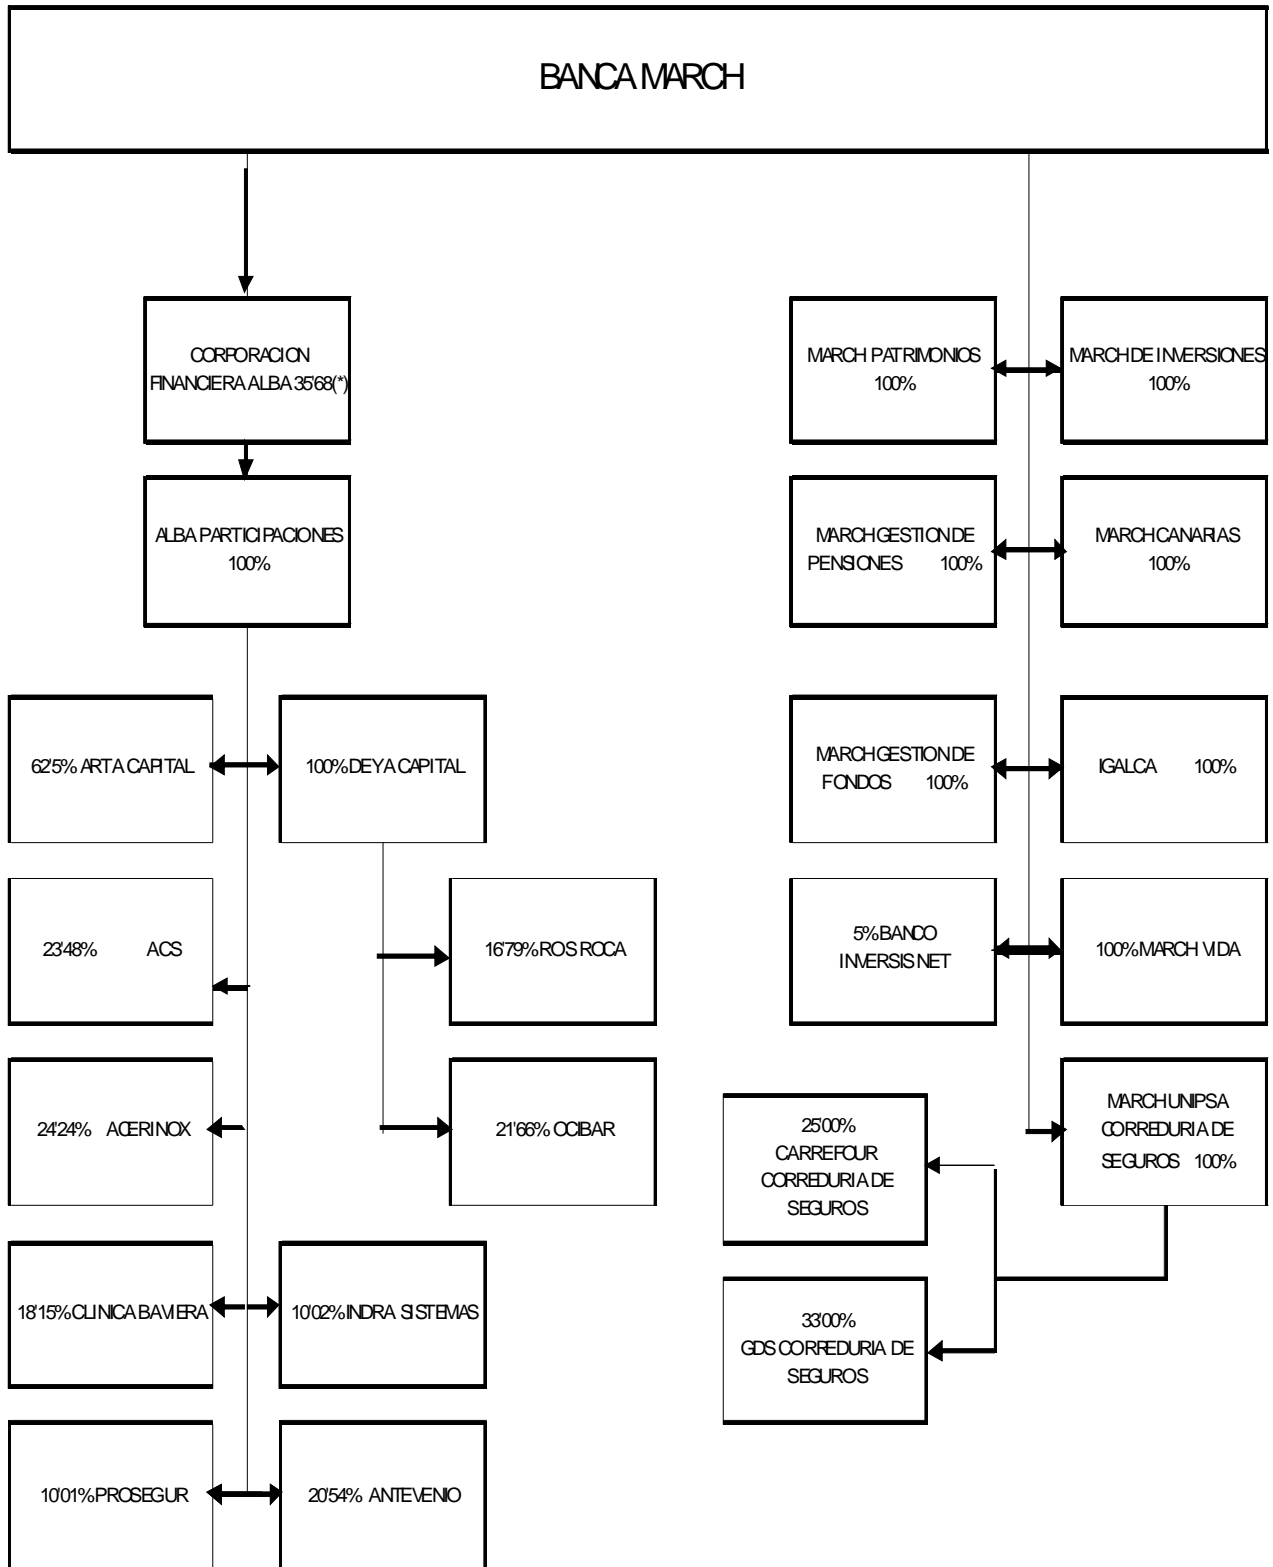 BANCA MARCH
CORPORACION
FINANCIERA ALBA 35'68(*)
ALBA PARTICIPACIONES
100%
62'5% ARTA CAPITAL
100% DEYA CAPITAL
23'48% ACS
16'79% ROS ROCA
24'24% ACERINOX
21'66% OCIBAR
18'15% CLINICA BAVIERA
10'02% INDRA SISTEMAS
10'01% PROSEGUR
20'54% ANTEVENIO
MARCH PATRIMONIOS
100%
MARCH DE INVERSIONES
100%
MARCH GESTION DE
PENSIONES 100%
MARCH CANARIAS
100%
MARCH GESTION DE
FONDOS 100%
IGALCA 100%
5% BANCO
INVERSIS NET
100% MARCH VIDA
MARCH UNIPSA
CORREDURIA DE
SEGUROS 100%
25'00%
CARREFOUR
CORREDURIA DE
SEGUROS
33'00%
GDS CORREDURIA DE
SEGUROS